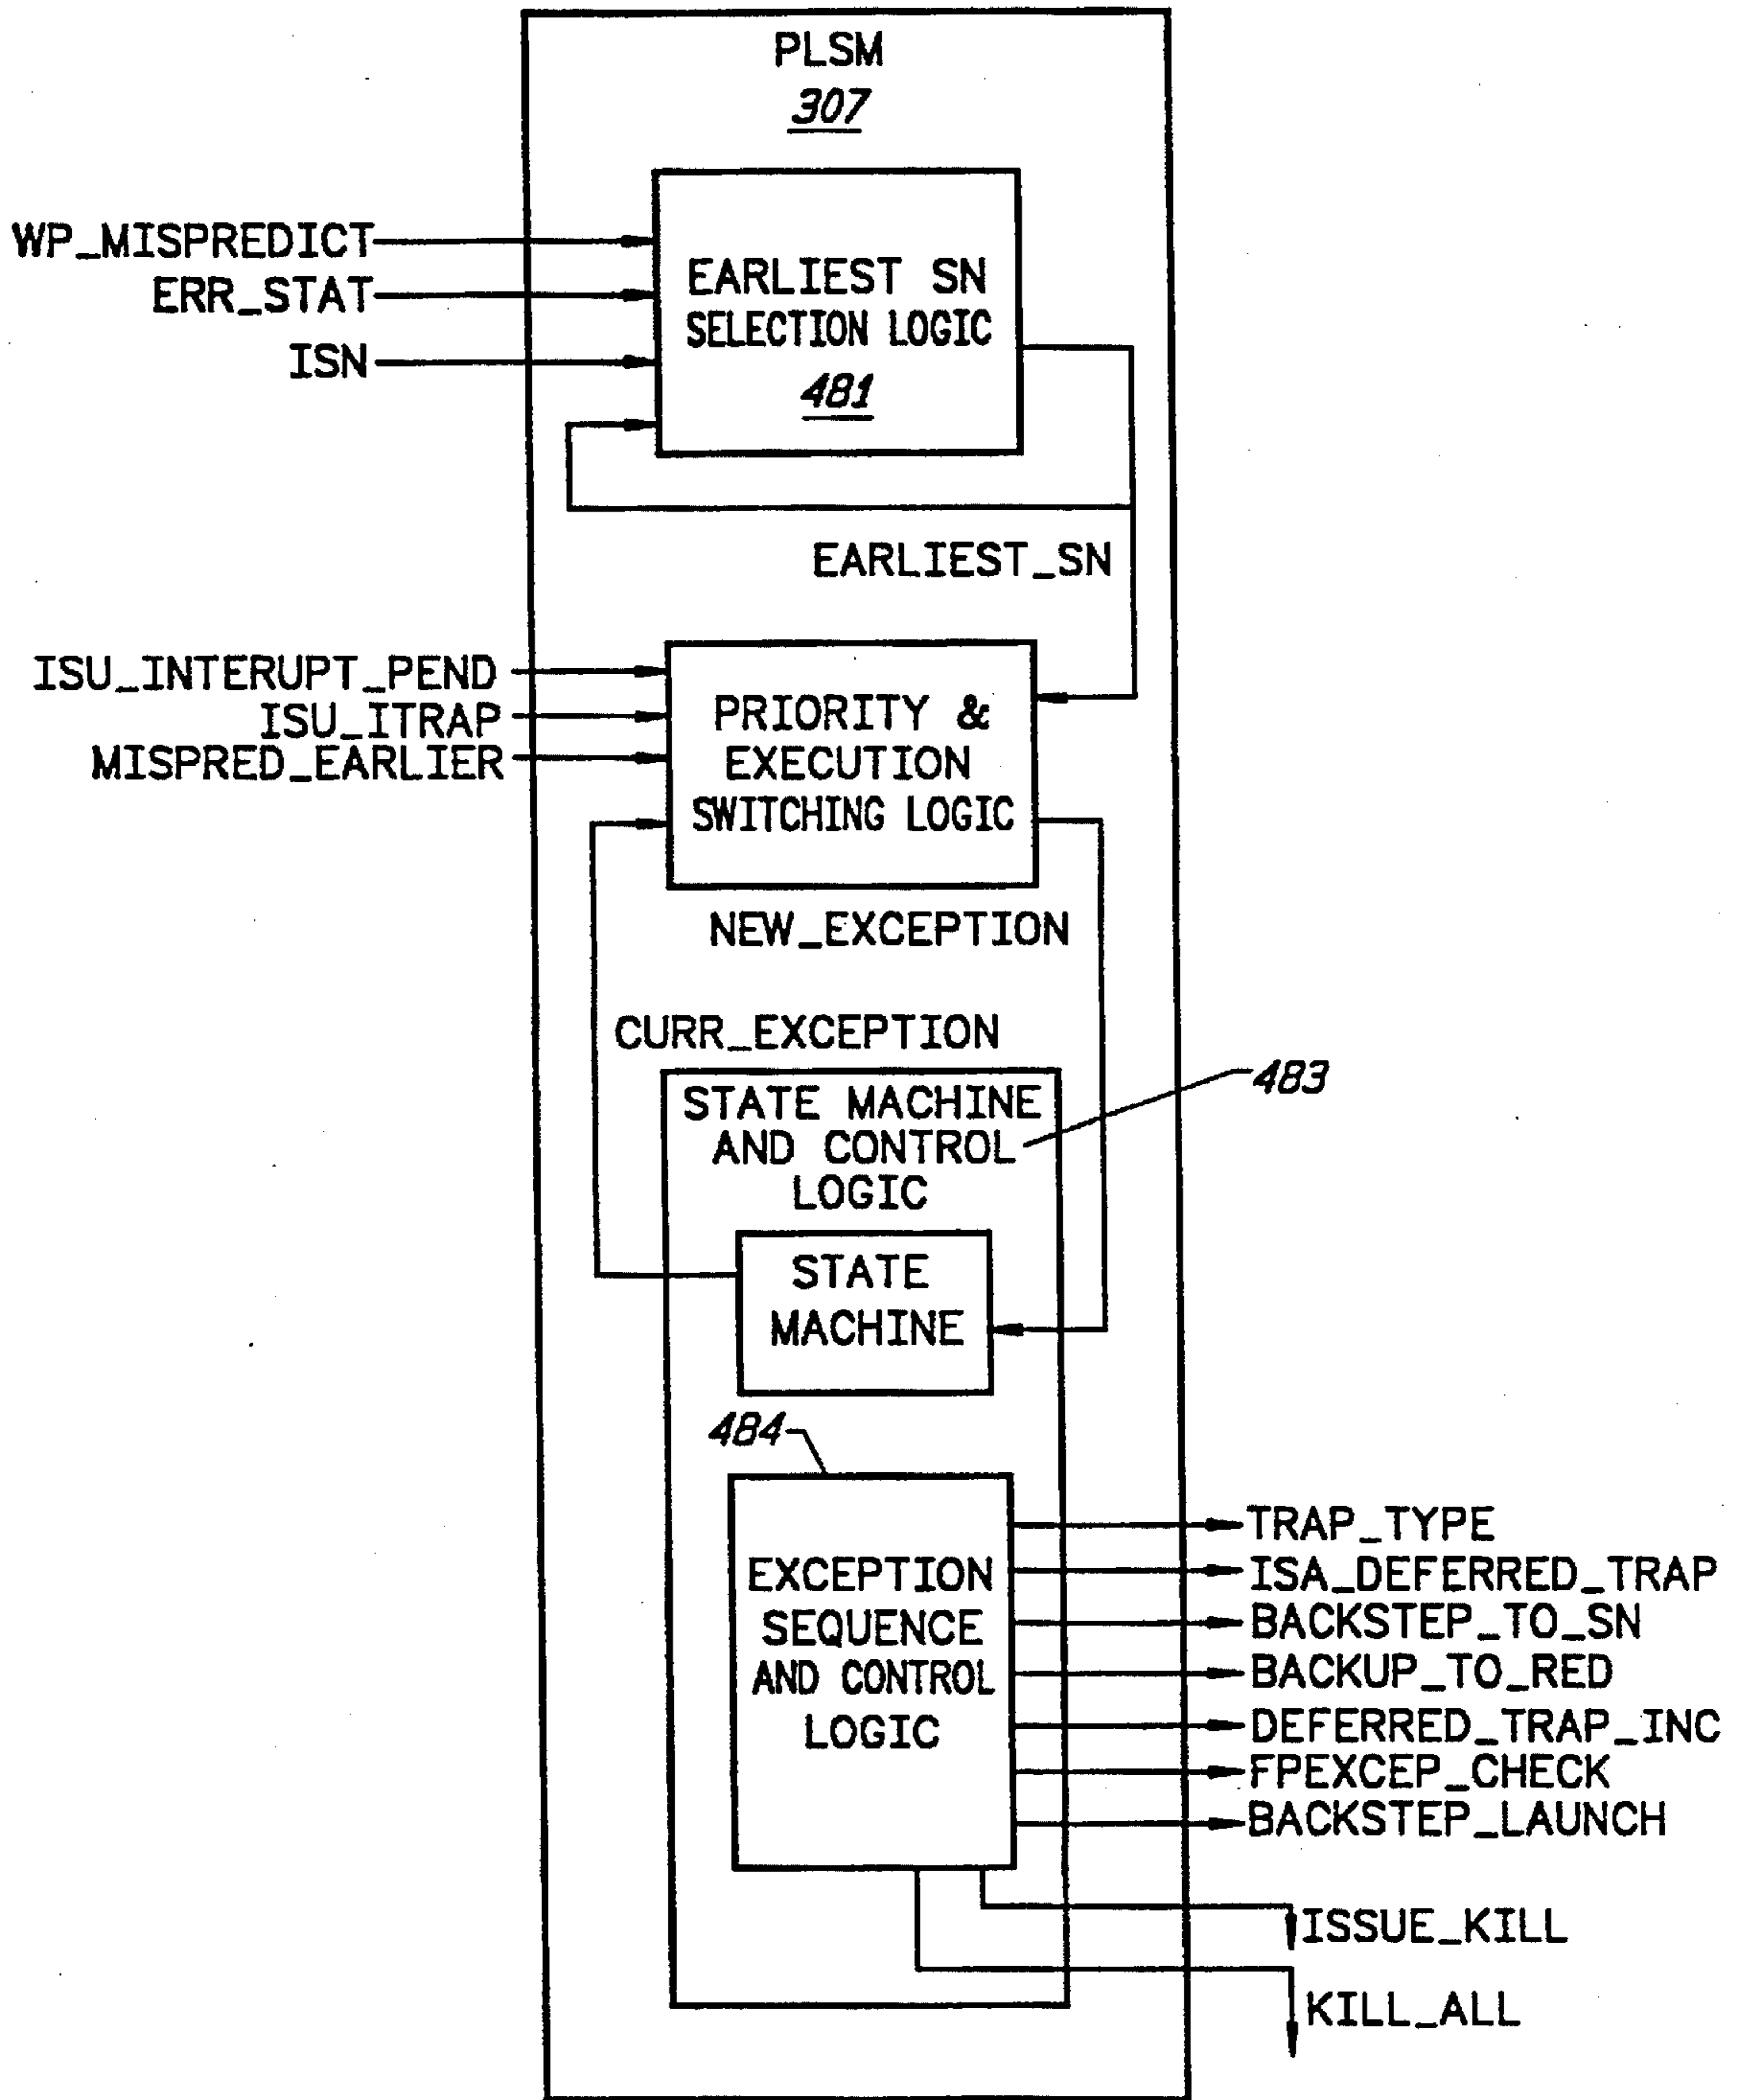 PLSM
307
WP_MISPREDICT
ERR_STAT
ISN
EARLIEST SN
SELECTION LOGIC
481
EARLIEST_SN
ISU_INTERUPT_PEND
ISU_ITRAP
MISPRED_EARLIER
PRIORITY &
EXECUTION
SWITCHING LOGIC
NEW_EXCEPTION
CURR_EXCEPTION
STATE MACHINE
AND CONTROL
LOGIC
483
STATE
MACHINE
484
EXCEPTION
SEQUENCE
AND CONTROL
LOGIC
TRAP_TYPE
ISA_DEFERRED_TRAP
BACKSTEP_TO_SN
BACKUP_TO_RED
DEFERRED_TRAP_INC
FPEXCEP_CHECK
BACKSTEP_LAUNCH
ISSUE_KILL
KILL_ALL